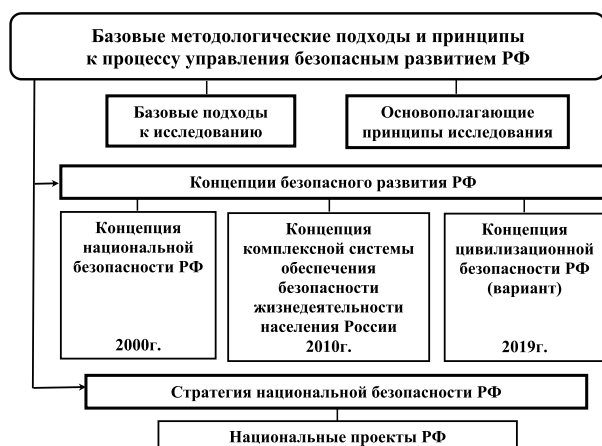 Базовые методологические подходы и принципы
к процессу управления безопасным развитием РФ
Базовые подходы
к исследованию
Основополагающие
принципы исследования
Концепции безопасного развития РФ
Концепция
национальной
безопасности РФ
2000г.
Концепция
комплексной системы
обеспечения
безопасности
жизнедеятельности
населения России
2010г.
Концепция
цивилизационной
безопасности РФ
(вариант)
2019г.
Стратегия национальной безопасности РФ
Национальные проекты РФ